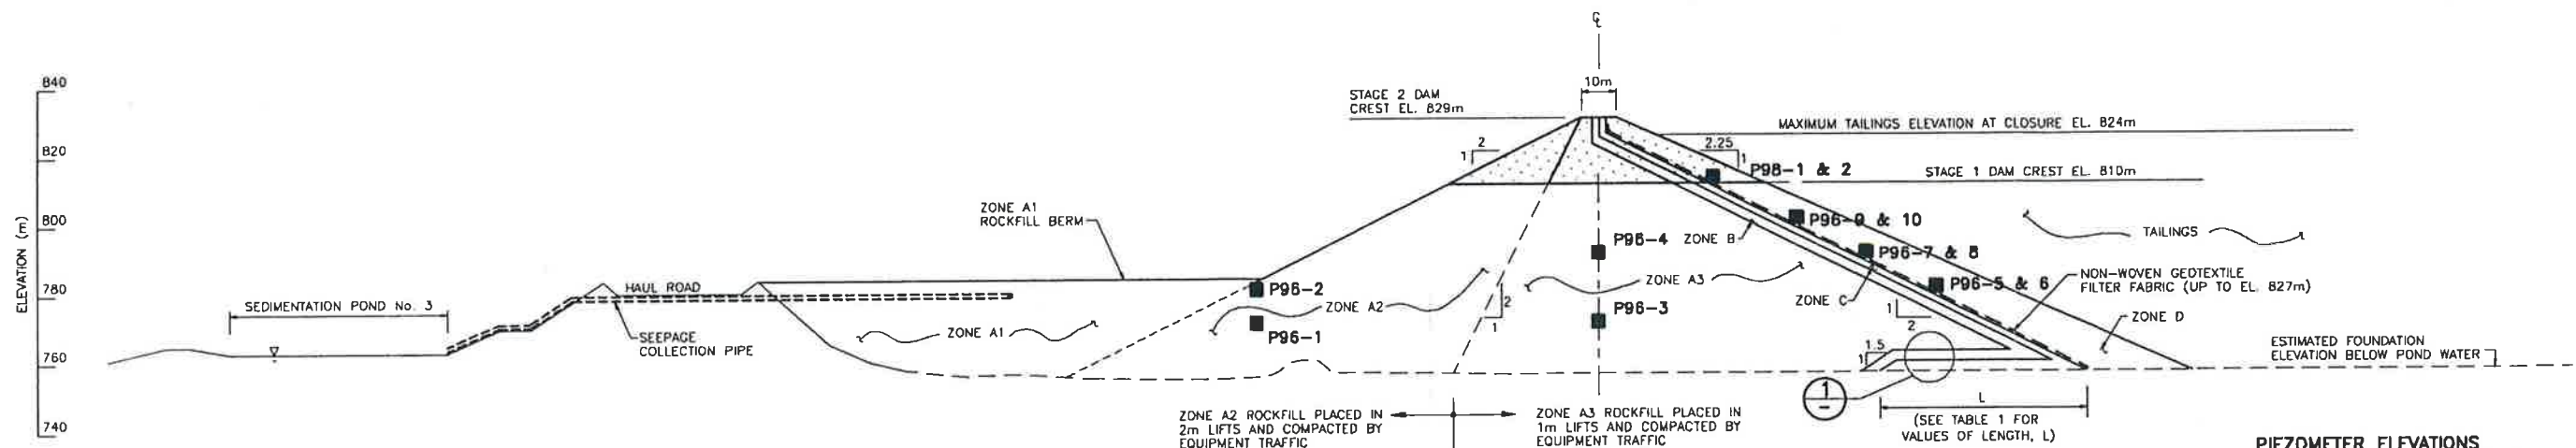 ℄
10m
840
820
800
780
760
740
ELEVATION (m)
STAGE 2 DAM
CREST EL. 829m
MAXIMUM TAILINGS ELEVATION AT CLOSURE EL. 824m
2
1
2.25
1
P98-1 & 2
STAGE 1 DAM CREST EL. 810m
ZONE A1
ROCKFILL BERM
P96-9 & 10
TAILINGS
P96-4
ZONE B
P96-7 & 8
NON-WOVEN GEOTEXTILE
FILTER FABRIC (UP TO EL. 827m)
HAUL ROAD
P96-2
ZONE A2
ZONE A3
P96-5 & 6
ZONE C
SEDIMENTATION POND No. 3
2
1
1
2
P96-3
ZONE A1
P96-1
ZONE D
SEEPAGE
COLLECTION PIPE
1.5
1
ESTIMATED FOUNDATION
ELEVATION BELOW POND WATER
1
-
L
(SEE TABLE 1 FOR
VALUES OF LENGTH, L)
ZONE A2 ROCKFILL PLACED IN
2m LIFTS AND COMPACTED BY
EQUIPMENT TRAFFIC
ZONE A3 ROCKFILL PLACED IN
1m LIFTS AND COMPACTED BY
EQUIPMENT TRAFFIC
PIEZOMETER ELEVATIONS